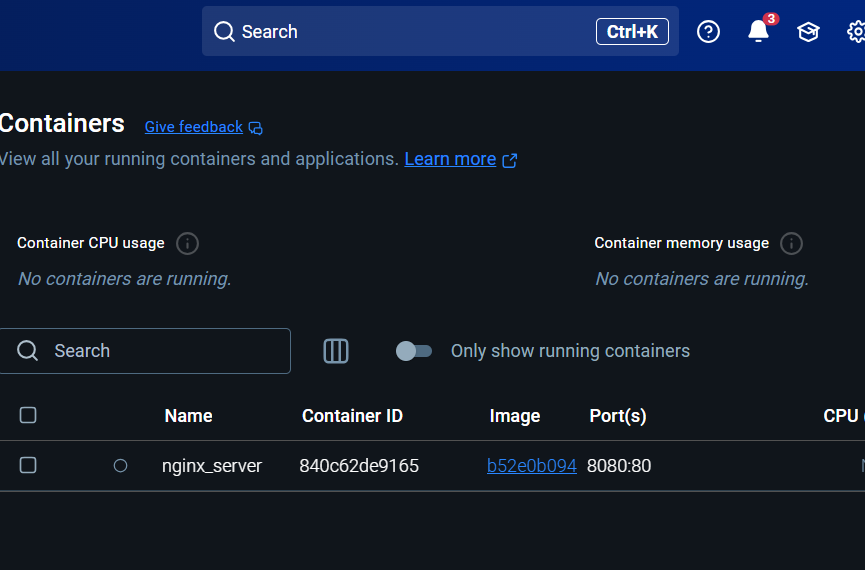 Search Ctrl+K 3
Containers Give feedback
View all your running containers and applications. Learn more
Container CPU usage Container memory usage
No containers are running. No containers are running.
Search Only show running containers
Name Container ID Image Port(s) CPU
nginx_server 840c62de9165 b52e0b094 8080:80